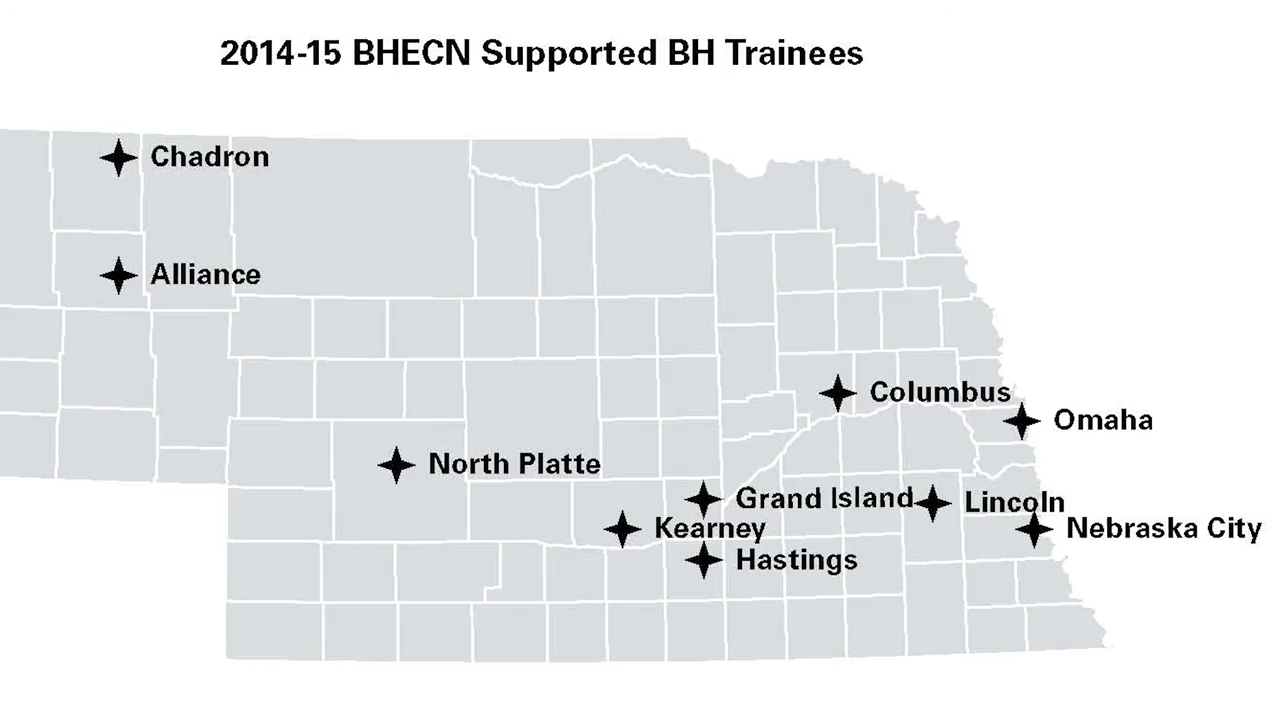 2014-15 BHECN Supported BH Trainees
Chadron
Alliance
Columbus
Omaha
North Platte
Grand Island
Lincoln
Kearney
Nebraska City
Hastings